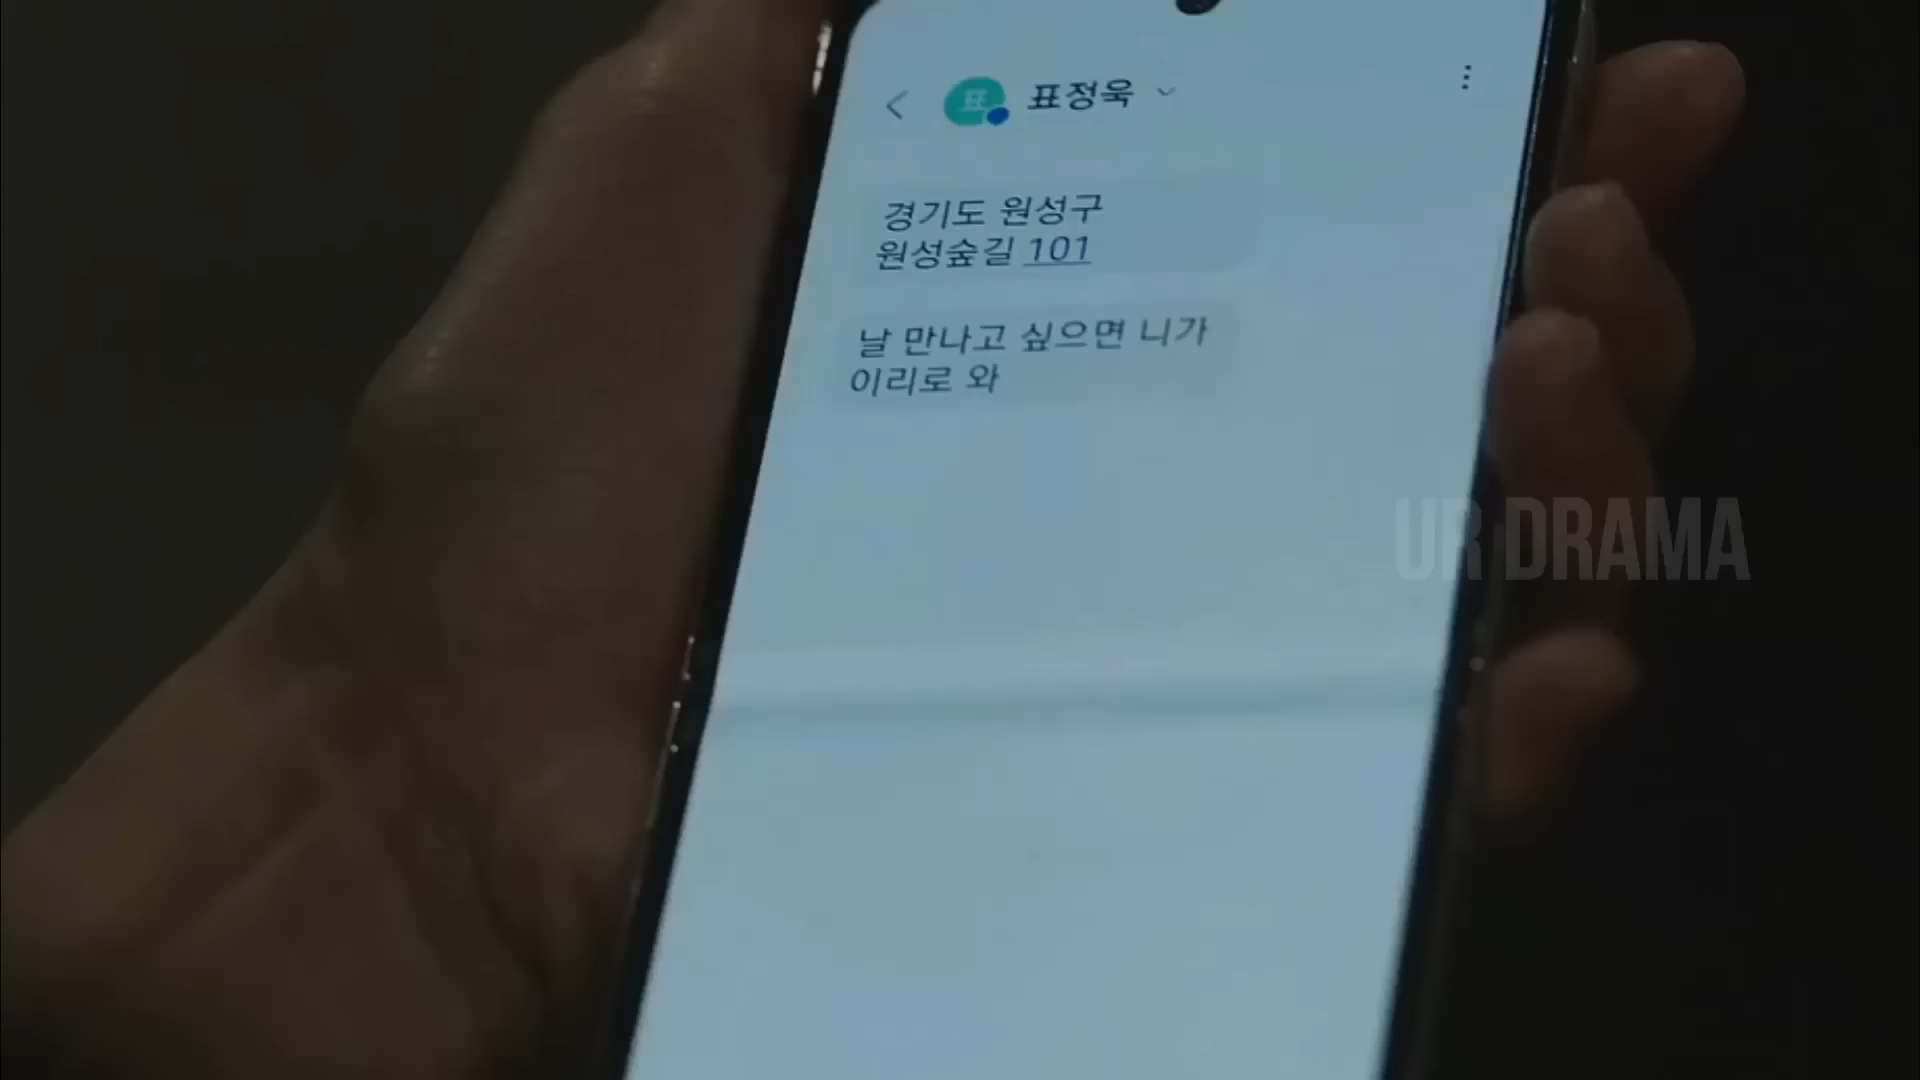 표
표정욱
경기도 원성구
원성숲길 101
날 만나고 싶으면 니가
이리로 와
UR DRAMA